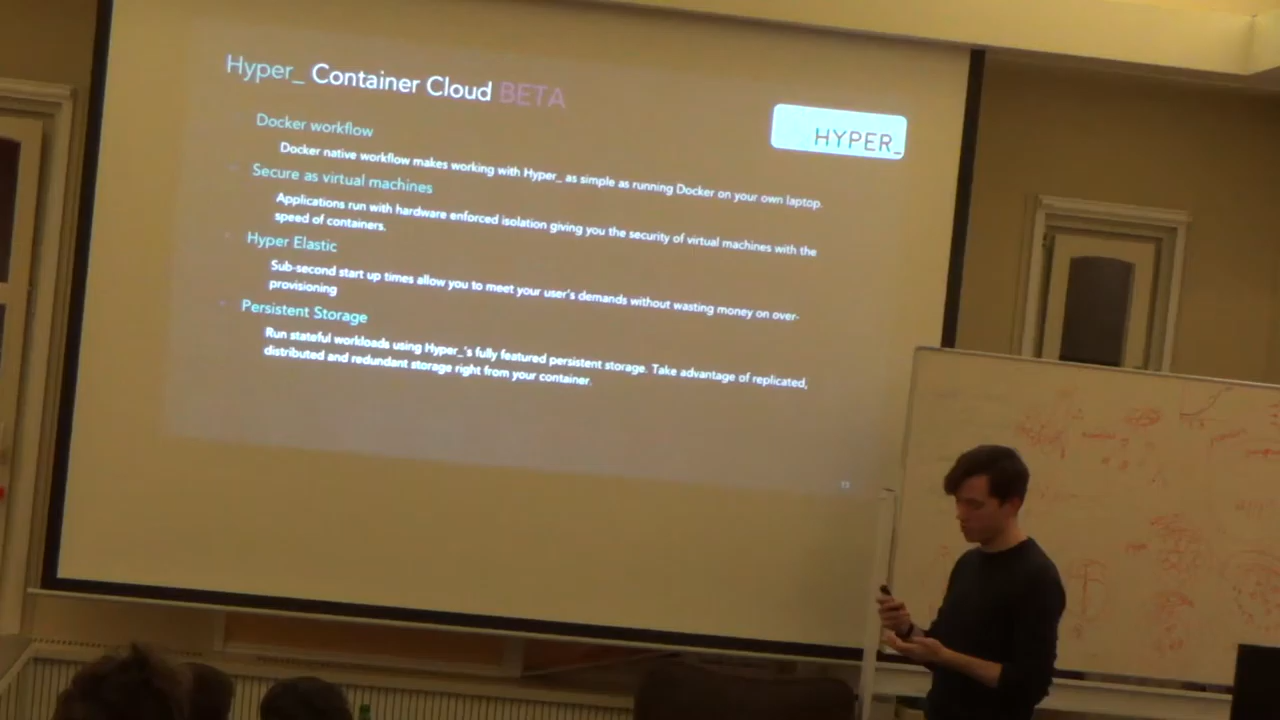 Hyper_ Container Cloud BETA
HYPER_
Docker workflow
Docker native workflow makes working with Hyper_ as simple as running Docker on your own laptop.
Secure as virtual machines
Applications run with hardware enforced isolation giving you the security of virtual machines with the
speed of containers.
Hyper Elastic
Sub-second start up times allow you to meet your user's demands without wasting money on over-
provisioning
Persistent Storage
Run stateful workloads using Hyper_'s fully featured persistent storage. Take advantage of replicated,
distributed and redundant storage right from your container.